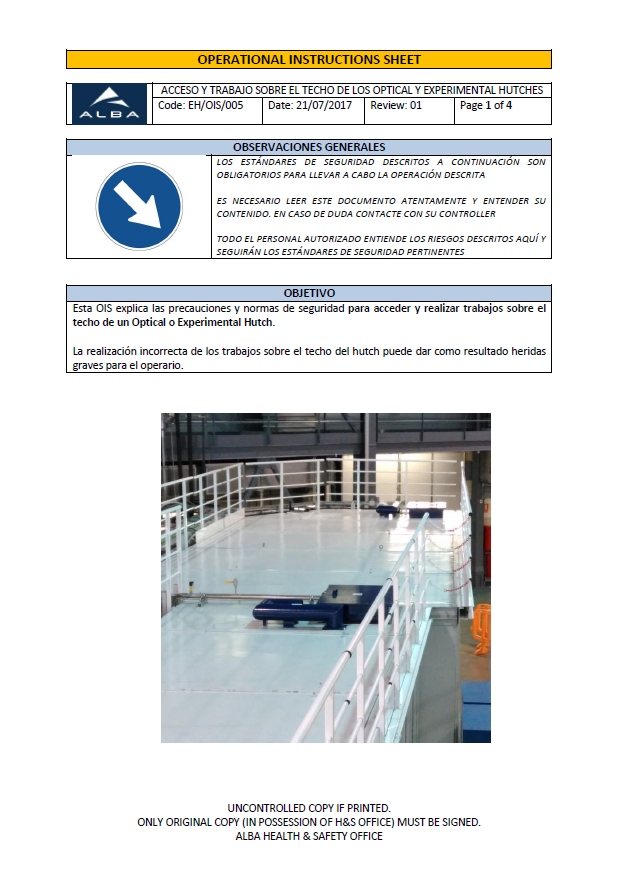 OPERATIONAL INSTRUCTIONS SHEET
ALBA
ACCESO Y TRABAJO SOBRE EL TECHO DE LOS OPTICAL Y EXPERIMENTAL HUTCHES
Code: EH/OIS/005 Date: 21/07/2017 Review: 01 Page 1 of 4
OBSERVACIONES GENERALES
LOS ESTÁNDARES DE SEGURIDAD DESCRITOS A CONTINUACIÓN SON
OBLIGATORIOS PARA LLEVAR A CABO LA OPERACIÓN DESCRITA
ES NECESARIO LEER ESTE DOCUMENTO ATENTAMENTE Y ENTENDER SU
CONTENIDO. EN CASO DE DUDA CONTACTE CON SU CONTROLLER
TODO EL PERSONAL AUTORIZADO ENTIENDE LOS RIESGOS DESCRITOS AQUÍ Y
SEGUIRÁN LOS ESTÁNDARES DE SEGURIDAD PERTINENTES
OBJETIVO
Esta OIS explica las precauciones y normas de seguridad para acceder y realizar trabajos sobre el
techo de un Optical o Experimental Hutch.
La realización incorrecta de los trabajos sobre el techo del hutch puede dar como resultado heridas
graves para el operario.
UNCONTROLLED COPY IF PRINTED.
ONLY ORIGINAL COPY (IN POSSESSION OF H&S OFFICE) MUST BE SIGNED.
ALBA HEALTH & SAFETY OFFICE